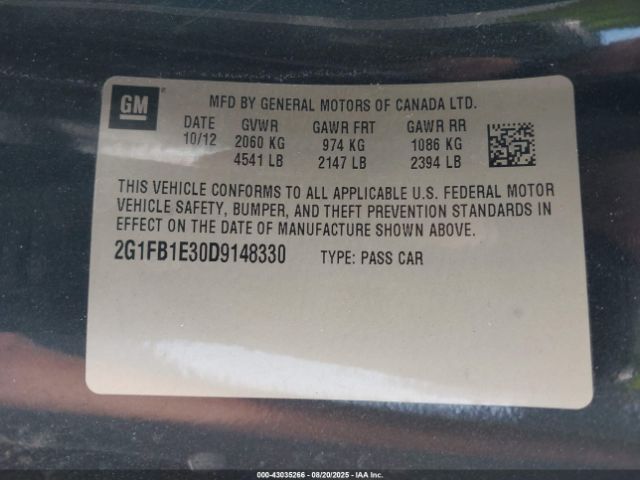 GM
MFD BY GENERAL MOTORS OF CANADA LTD.
DATE GVWR GAWR FRT GAWR RR
10/12 2060 KG 974 KG 1086 KG
4541 LB 2147 LB 2394 LB
THIS VEHICLE CONFORMS TO ALL APPLICABLE U.S. FEDERAL MOTOR
VEHICLE SAFETY, BUMPER, AND THEFT PREVENTION STANDARDS IN
EFFECT ON THE DATE OF MANUFACTURE SHOWN ABOVE.
2G1FB1E30D9148330 TYPE: PASS CAR
< 43035266 - 08/20/2025 - IAA Inc. >